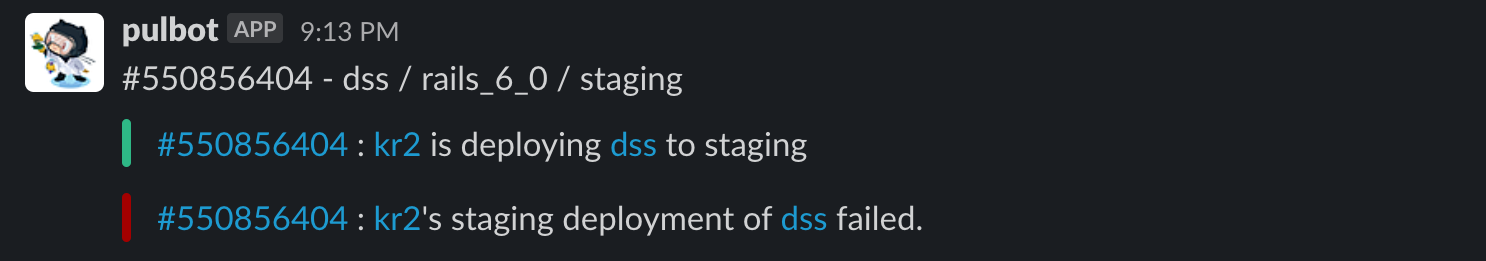 pulbot APP 9:13 PM
#550856404 - dss / rails_6_0 / staging
#550856404 : kr2 is deploying dss to staging
#550856404 : kr2's staging deployment of dss failed.